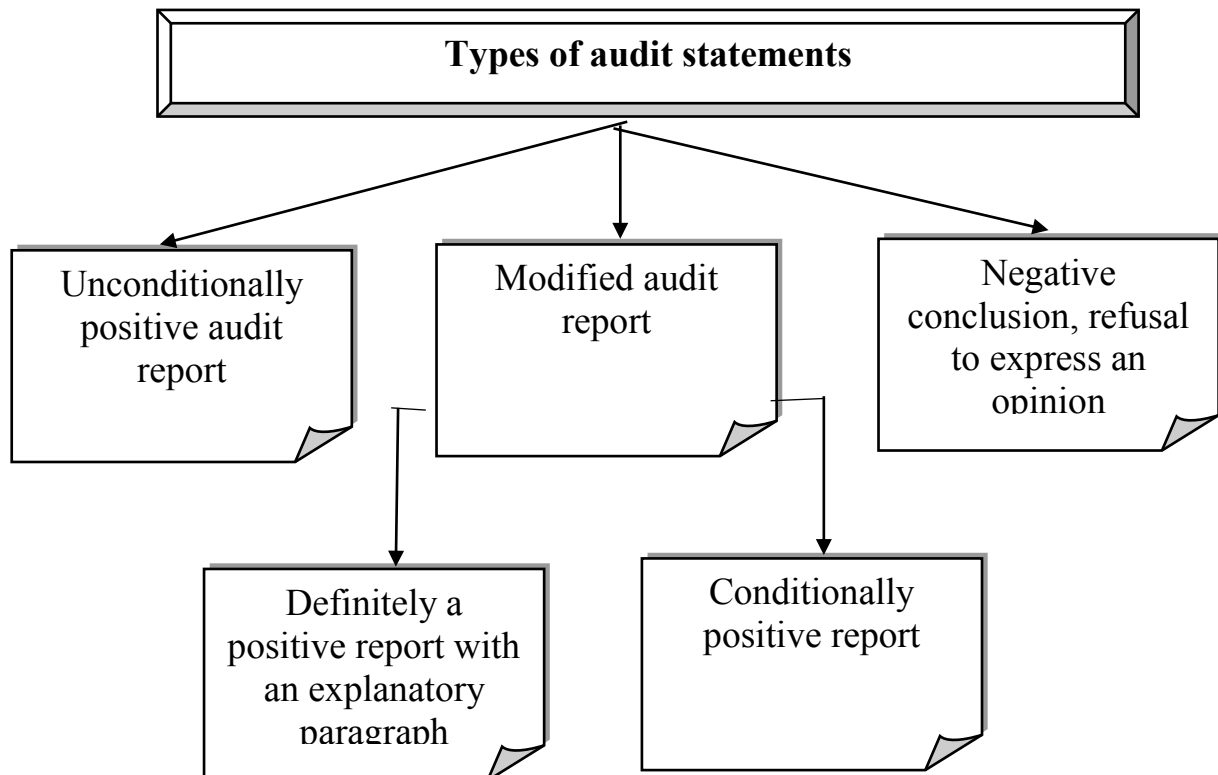 Types of audit statements
Unconditionally
positive audit
report
Modified audit
report
Negative
conclusion, refusal
to express an
opinion
Definitely a
positive report with
an explanatory
paragraph
Conditionally
positive report